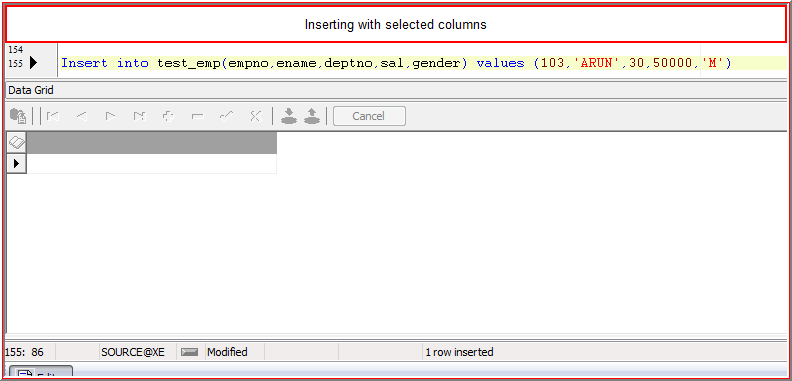 Inserting with selected columns
154
155 Insert into test_emp(empno,ename,deptno,sal,gender) values (103,'ARUN',30,50000,'M')
Data Grid
Cancel
155: 86 SOURCE@XE Modified 1 row inserted